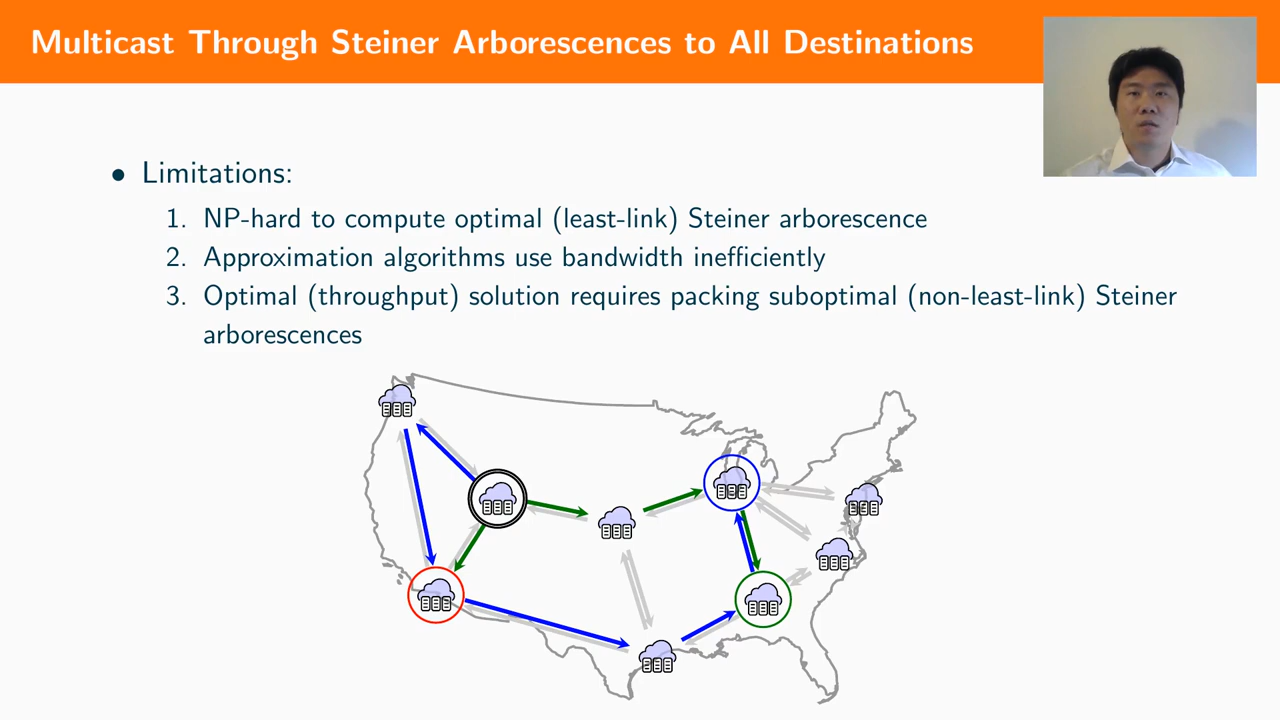 Multicast Through Steiner Arborescences to All Destinations
• Limitations:
1. NP-hard to compute optimal (least-link) Steiner arborescence
2. Approximation algorithms use bandwidth inefficiently
3. Optimal (throughput) solution requires packing suboptimal (non-least-link) Steiner
arborescences